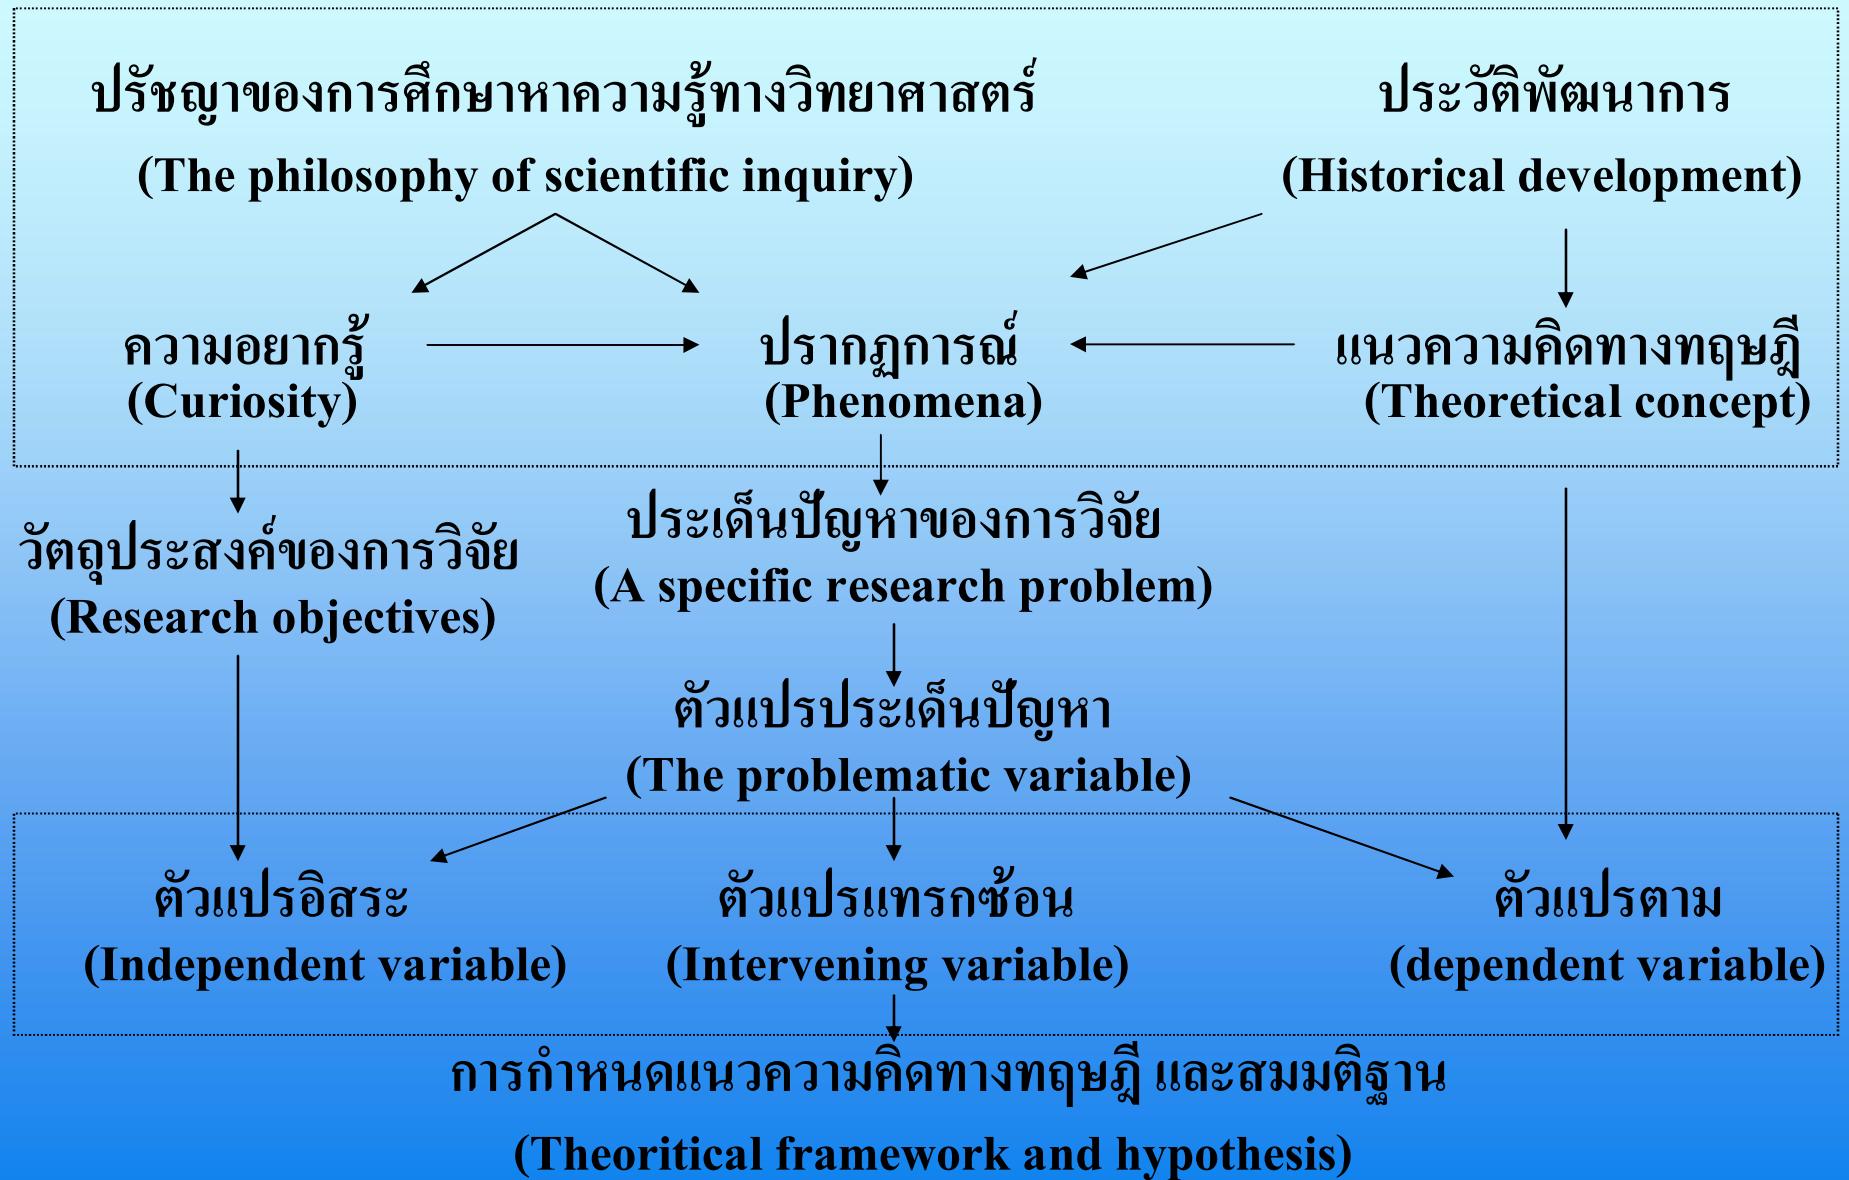 ปรัชญาของการศึกษาหาความรู้ทางวิทยาศาสตร์
(The philosophy of scientific inquiry)
ประวัติพัฒนาการ
(Historical development)
ความอยากรู้
(Curiosity)
ปรากฏการณ์
(Phenomena)
แนวความคิดทางทฤษฎี
(Theoretical concept)
วัตถุประสงค์ของการวิจัย
(Research objectives)
ประเด็นปัญหาของการวิจัย
(A specific research problem)
ตัวแปรประเด็นปัญหา
(The problematic variable)
ตัวแปรอิสระ
(Independent variable)
ตัวแปรแทรกซ้อน
(Intervening variable)
ตัวแปรตาม
(dependent variable)
การกำหนดแนวความคิดทางทฤษฎี และสมมติฐาน
(Theoritical framework and hypothesis)